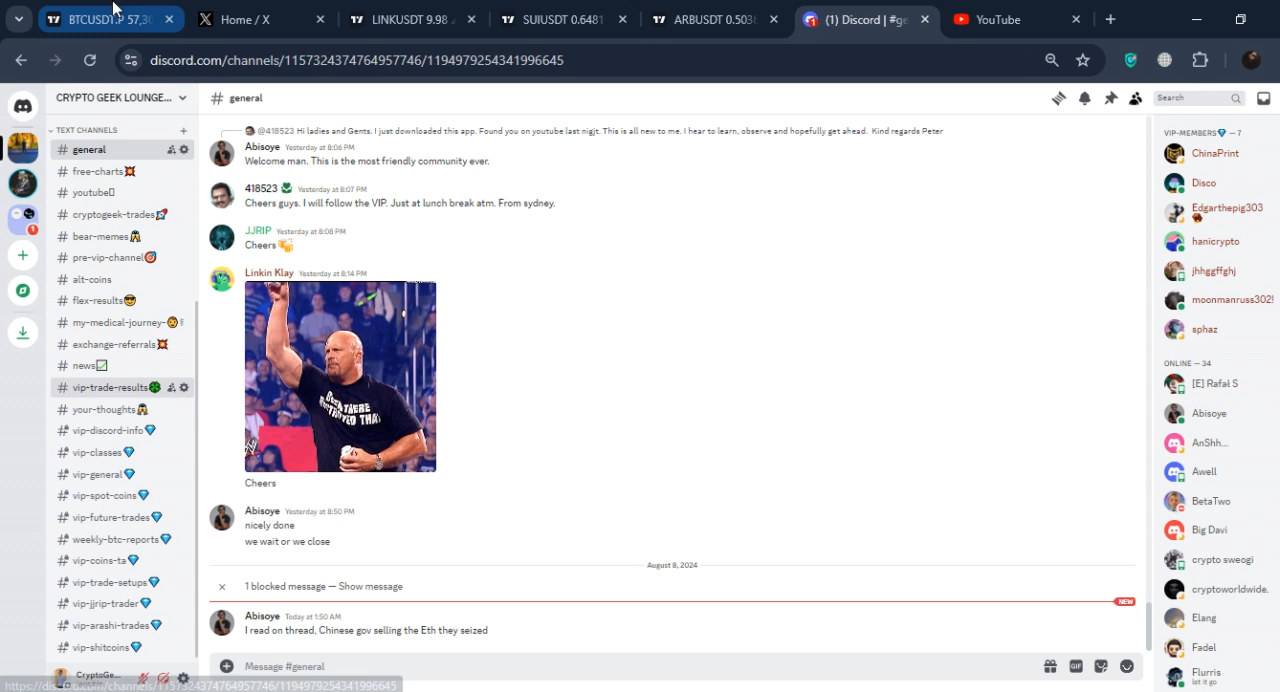 BTCUSDT.P 57,3
Home / X
LINKUSDT 9.98
SUIUSDT 0.6481
ARBUSDT 0.503
(1) Discord | #ge
YouTube
discord.com/channels/1157324374764957746/1194979254341996645
CRYPTO GEEK LOUNGE...
# general
Search
TEXT CHANNELS
general
free-charts
youtube
cryptogeek-trades
bear-memes
pre-vip-channel
alt-coins
flex-results
my-medical-journey-
exchange-referrals
news
vip-trade-results
your-thoughts
vip-discord-info
vip-classes
vip-general
vip-spot-coins
vip-future-trades
weekly-btc-reports
vip-coins-ta
vip-trade-setups
vip-jjrip-trader
vip-arashi-trades
vip-shitcoins
CryptoGe...
https://dis
.com/channels/1157324374764957746/1194979254341996645
@418523 Hi ladies and Gents. I just downloaded this app. Found you on youtube last nigjt. This is all new to me. I hear to learn, observe and hopefully get ahead. Kind regards Peter
Abisoye Yesterday at 8:06 PM
Welcome man. This is the most friendly community ever.
418523 Yesterday at 8:07 PM
Cheers guys. I will follow the VIP. Just at lunch break atm. From sydney.
JJRIP Yesterday at 8:08 PM
Cheers
Linkin Klay Yesterday at 8:14 PM
BEEN THERE
DESTROYED THAT
Cheers
Abisoye Yesterday at 8:50 PM
nicely done
we wait or we close
August 8, 2024
1 blocked message — Show message
NEW
Abisoye Today at 1:50 AM
I read on thread, Chinese gov selling the Eth they seized
Message #general
GIF
VIP-MEMBERS — 7
ChinaPrint
Disco
Edgarthepig303
hanicrypto
jhhggffghj
moonmanruss302!
sphaz
ONLINE — 34
[E] Rafał S
Abisoye
AnShh...
Awell
BetaTwo
Big Davi
crypto sweogi
cryptoworldwide.
Elang
Fadel
Flurris
let it go